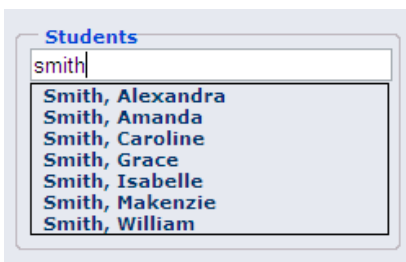 Students
smith
Smith, Alexandra
Smith, Amanda
Smith, Caroline
Smith, Grace
Smith, Isabelle
Smith, Makenzie
Smith, William